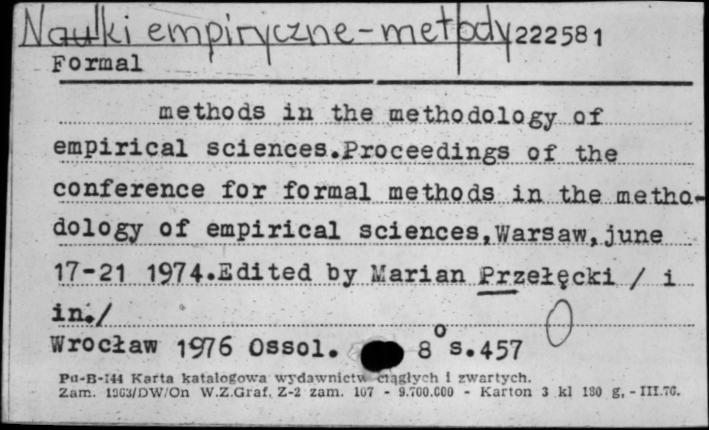 Nauki empiryczne-metody 222581
Formal
methods in the methodology of
empirical sciences.Proceedings of the
conference for formal methods in the metho-
dology of empirical sciences,Warsaw,june
17-21 1974.Edited by Marian Przełęcki / i
in./
Wrocław 1976 Ossol. 8° s.457
Pu-B-144 Karta katalogowa wydawnictw ciągłych i zwartych.
Zam. 1363/DW/On W.Z.Graf. Z-2 zam. 107 - 9.700.000 - Karton 3 kl 180 g. - III.76.